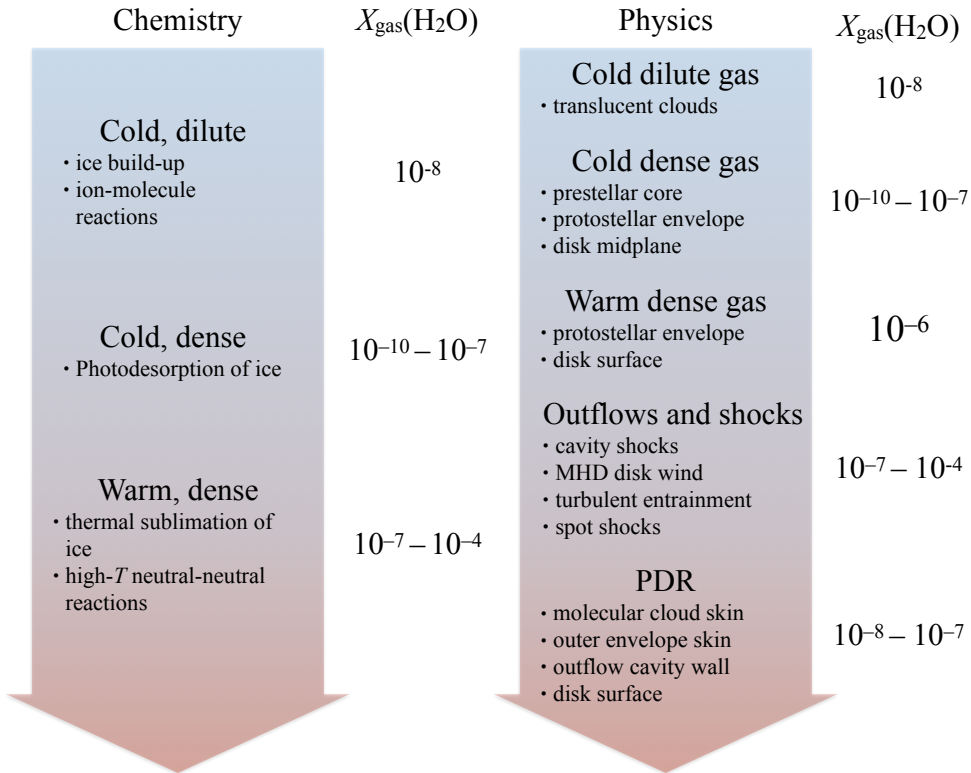 Chemistry
X_gas(H₂O)
Cold, dilute
· ice build-up
· ion-molecule
reactions
10⁻⁸
Cold, dense
· Photodesorption of ice
10⁻¹⁰ – 10⁻⁷
Warm, dense
· thermal sublimation of
ice
· high-T neutral-neutral
reactions
10⁻⁷ – 10⁻⁴
Physics
X_gas(H₂O)
Cold dilute gas
· translucent clouds
10⁻⁸
Cold dense gas
· prestellar core
· protostellar envelope
· disk midplane
10⁻¹⁰ – 10⁻⁷
Warm dense gas
· protostellar envelope
· disk surface
10⁻⁶
Outflows and shocks
· cavity shocks
· MHD disk wind
· turbulent entrainment
· spot shocks
10⁻⁷ – 10⁻⁴
PDR
· molecular cloud skin
· outer envelope skin
· outflow cavity wall
· disk surface
10⁻⁸ – 10⁻⁷